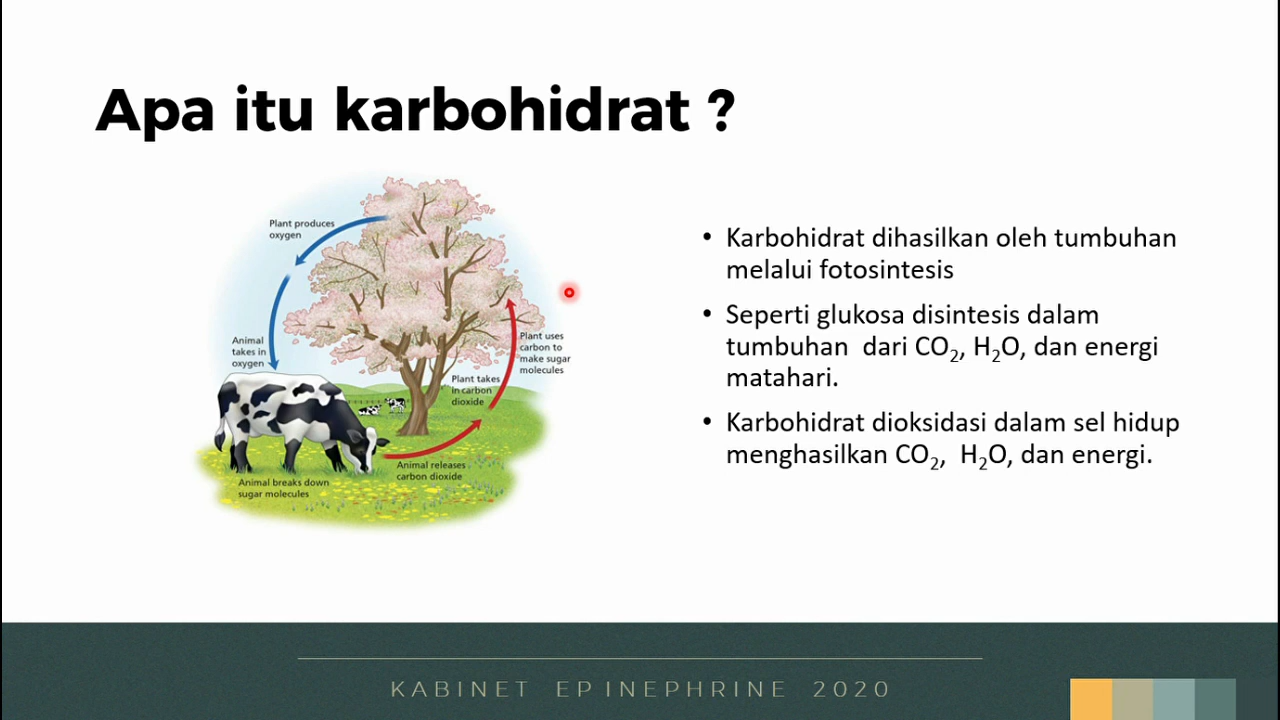 Apa itu karbohidrat ?
Plant produces
oxygen
Animal
takes in
oxygen
Plant uses
carbon to
make sugar
molecules
Plant takes
in carbon
dioxide
Animal releases
carbon dioxide
Animal breaks down
sugar molecules
• Karbohidrat dihasilkan oleh tumbuhan
melalui fotosintesis
• Seperti glukosa disintesis dalam
tumbuhan dari CO₂, H₂O, dan energi
matahari.
• Karbohidrat dioksidasi dalam sel hidup
menghasilkan CO₂, H₂O, dan energi.
KABINET EPINEPHRINE 2020